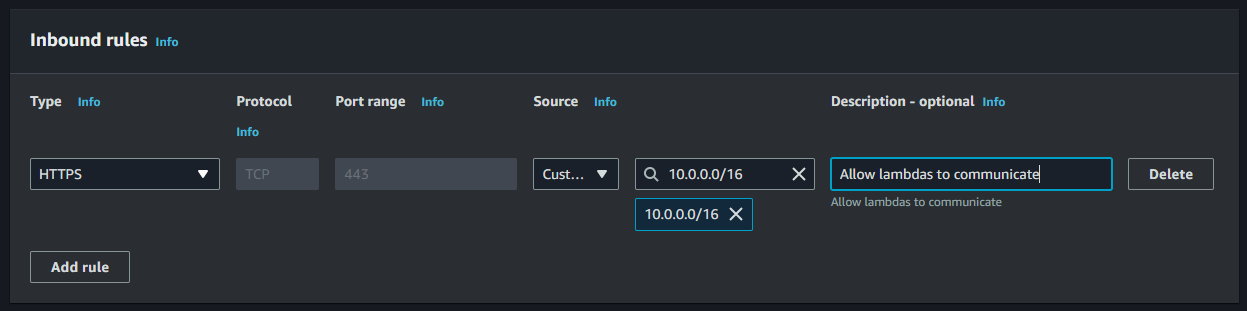 Inbound rules Info
Type Info Protocol Info Port range Info Source Info Description - optional Info
HTTPS TCP 443 Cust... 10.0.0.0/16 Allow lambdas to communicate Delete
10.0.0.0/16 Allow lambdas to communicate
Add rule